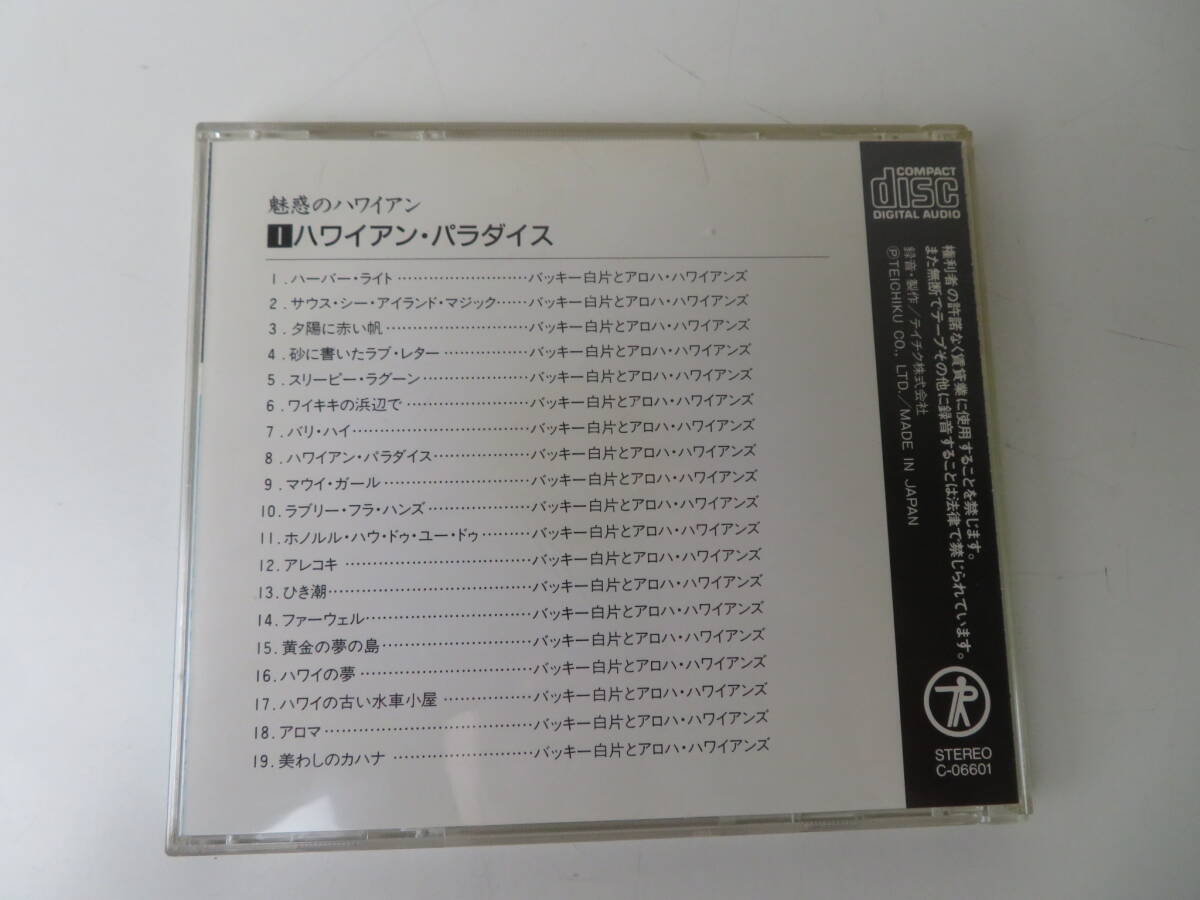 魅惑のハワイアン
1 ハワイアン・パラダイス
1. ハーバー・ライト……………………バッキー白片とアロハ・ハワイアンズ
2. サウス・シー・アイランド・マジック……バッキー白片とアロハ・ハワイアンズ
3. 夕陽に赤い帆………………………バッキー白片とアロハ・ハワイアンズ
4. 砂に書いたラブ・レター……………バッキー白片とアロハ・ハワイアンズ
5. スリーピー・ラグーン………………バッキー白片とアロハ・ハワイアンズ
6. ワイキキの浜辺で…………………バッキー白片とアロハ・ハワイアンズ
7. バリ・ハイ……………………………バッキー白片とアロハ・ハワイアンズ
8. ハワイアン・パラダイス……………バッキー白片とアロハ・ハワイアンズ
9. マウイ・ガール………………………バッキー白片とアロハ・ハワイアンズ
10. ラブリー・フラ・ハンズ………………バッキー白片とアロハ・ハワイアンズ
11. ホノルル・ハウ・ドゥ・ユー・ドゥ………バッキー白片とアロハ・ハワイアンズ
12. アレコキ………………………………バッキー白片とアロハ・ハワイアンズ
13. ひき潮…………………………………バッキー白片とアロハ・ハワイアンズ
14. ファーウェル…………………………バッキー白片とアロハ・ハワイアンズ
15. 黄金の夢の島………………………バッキー白片とアロハ・ハワイアンズ
16. ハワイの夢……………………………バッキー白片とアロハ・ハワイアンズ
17. ハワイの古い水車小屋……………バッキー白片とアロハ・ハワイアンズ
18. アロマ…………………………………バッキー白片とアロハ・ハワイアンズ
19. 美わしのカハナ……………………バッキー白片とアロハ・ハワイアンズ
COMPACT
disc
DIGITAL AUDIO
権利者の許諾なく賃貸業に使用することを禁じます。
また無断でテープその他に録音することは法律で禁じられています。
録音・製作/テイチク株式会社
ⓅTEICHIKU CO., LTD./MADE IN JAPAN
STEREO
C-06601